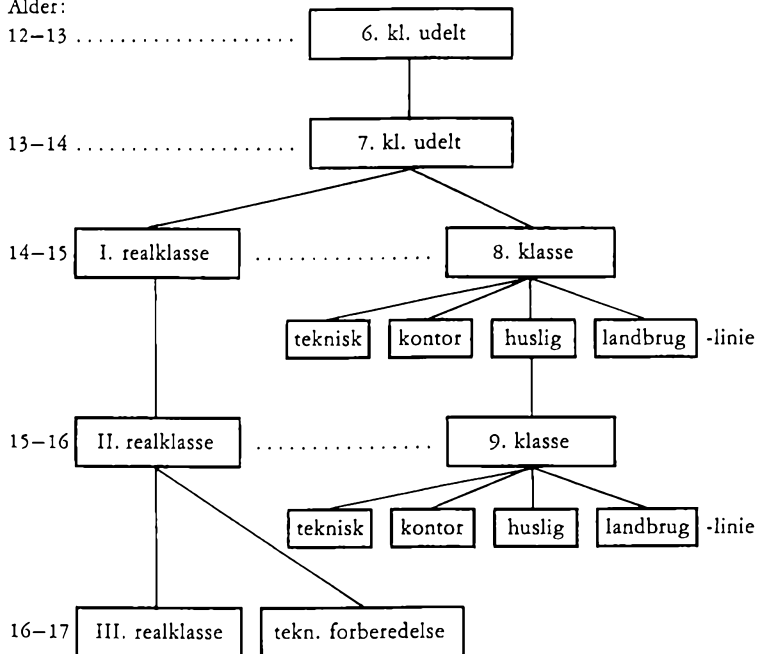 Alder:
12–13 .................... 6. kl. udelt
13–14 .................... 7. kl. udelt
14–15 I. realklasse ................ 8. klasse
teknisk kontor huslig landbrug -linie
15–16 II. realklasse ................ 9. klasse
teknisk kontor huslig landbrug -linie
16–17 III. realklasse tekn. forberedelse